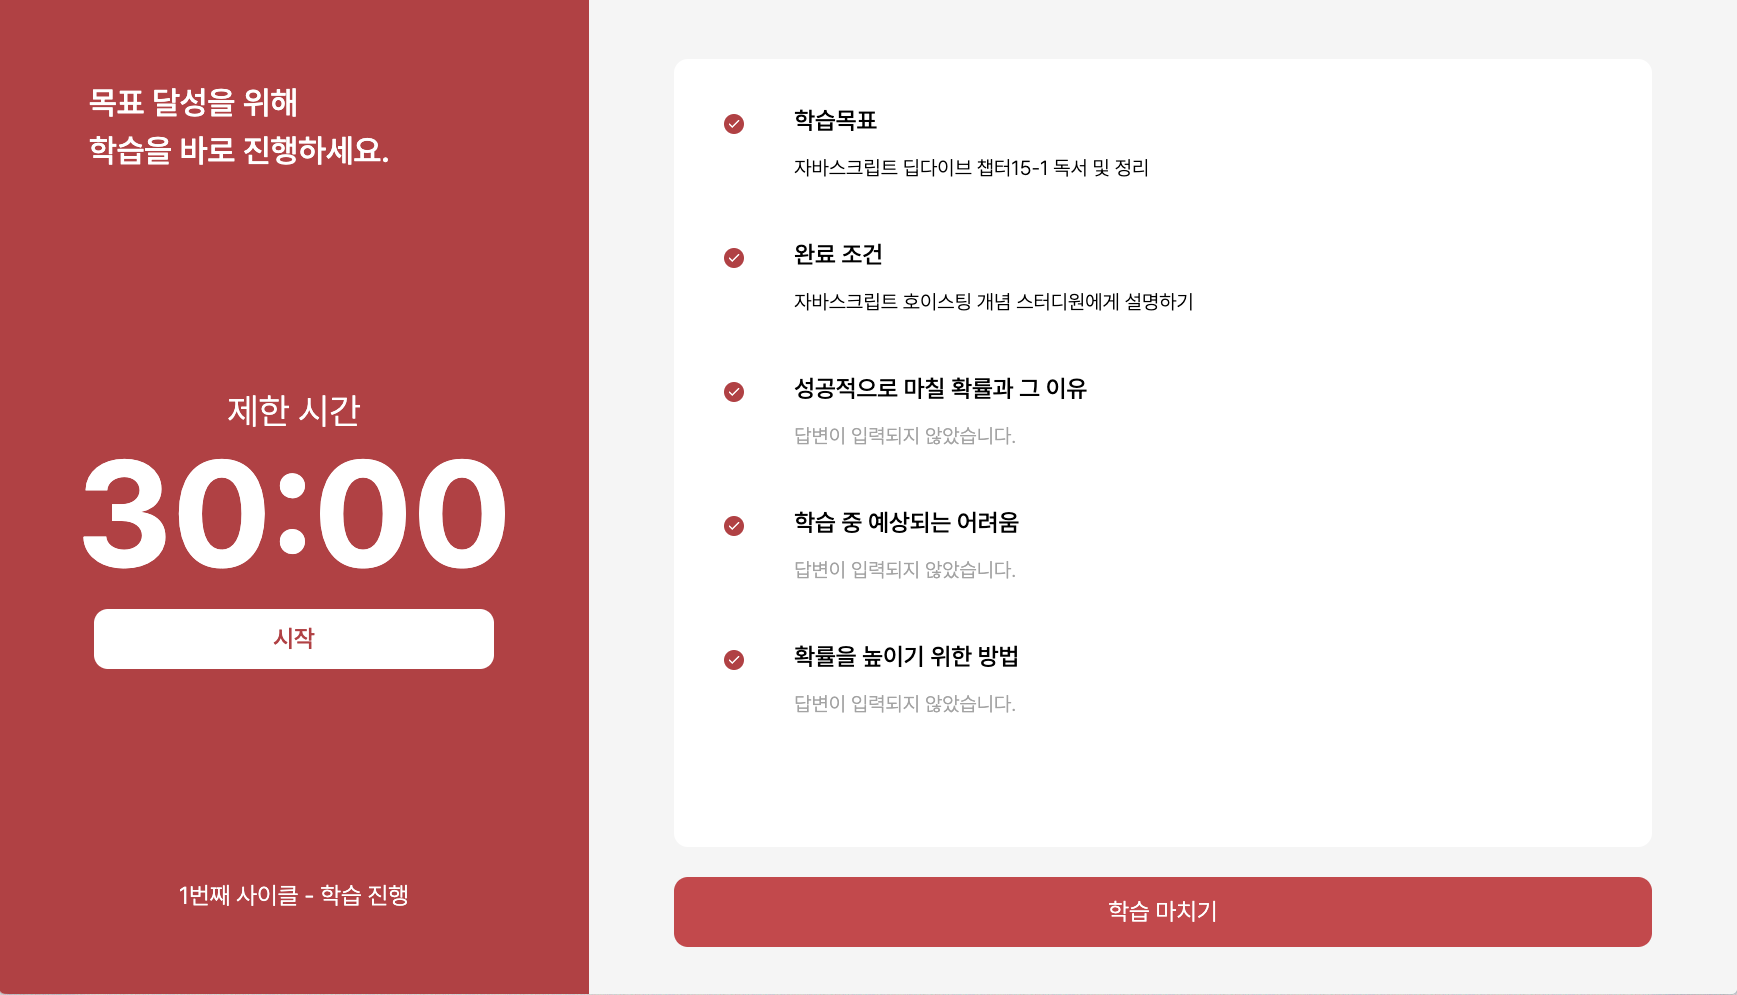 목표 달성을 위해
학습을 바로 진행하세요.
제한 시간
30:00
시작
1번째 사이클 - 학습 진행
학습목표
자바스크립트 딥다이브 챕터15-1 독서 및 정리
완료 조건
자바스크립트 호이스팅 개념 스터디원에게 설명하기
성공적으로 마칠 확률과 그 이유
답변이 입력되지 않았습니다.
학습 중 예상되는 어려움
답변이 입력되지 않았습니다.
확률을 높이기 위한 방법
답변이 입력되지 않았습니다.
학습 마치기